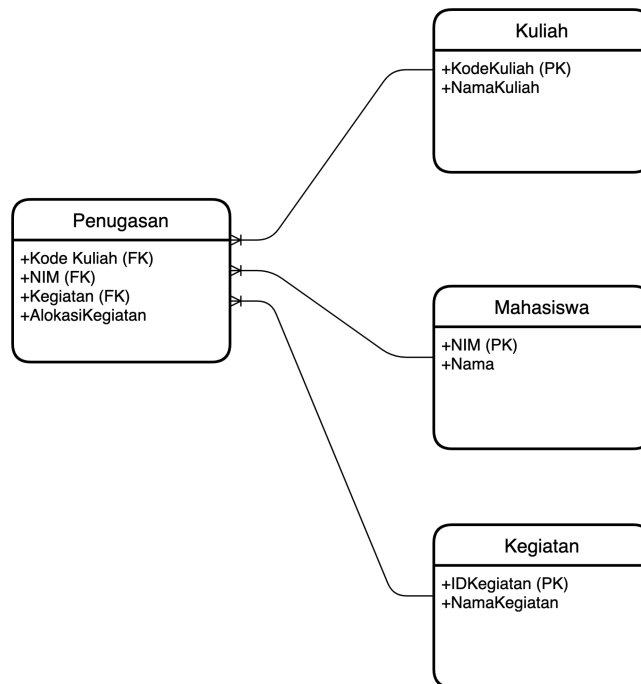 Kuliah
+KodeKuliah (PK)
+NamaKuliah
Penugasan
+Kode Kuliah (FK)
+NIM (FK)
+Kegiatan (FK)
+AlokasiKegiatan
Mahasiswa
+NIM (PK)
+Nama
Kegiatan
+IDKegiatan (PK)
+NamaKegiatan